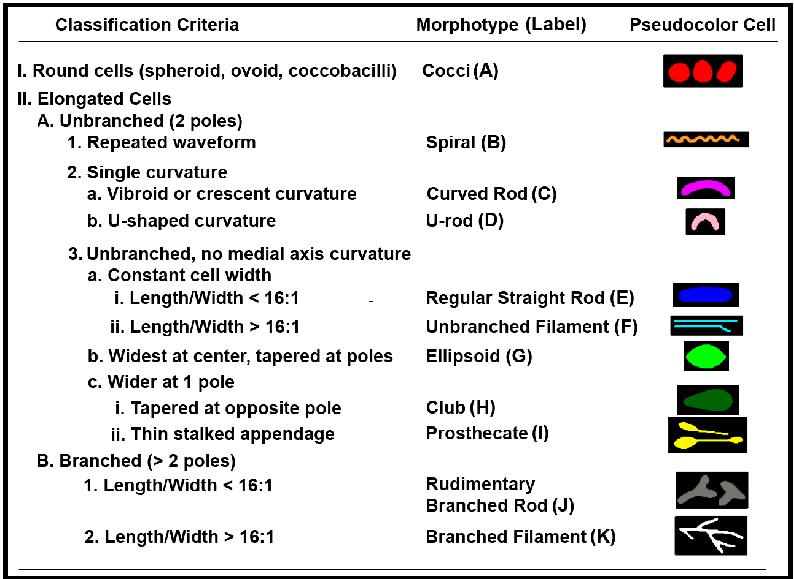 Classification Criteria Morphotype (Label) Pseudocolor Cell
I. Round cells (spheroid, ovoid, coccobacilli) Cocci (A)
II. Elongated Cells
A. Unbranched (2 poles)
1. Repeated waveform Spiral (B)
2. Single curvature
a. Vibroid or crescent curvature Curved Rod (C)
b. U-shaped curvature U-rod (D)
3. Unbranched, no medial axis curvature
a. Constant cell width
i. Length/Width < 16:1 - Regular Straight Rod (E)
ii. Length/Width > 16:1 Unbranched Filament (F)
b. Widest at center, tapered at poles Ellipsoid (G)
c. Wider at 1 pole
i. Tapered at opposite pole Club (H)
ii. Thin stalked appendage Prosthecate (I)
B. Branched (> 2 poles)
1. Length/Width < 16:1 Rudimentary
Branched Rod (J)
2. Length/Width > 16:1 Branched Filament (K)